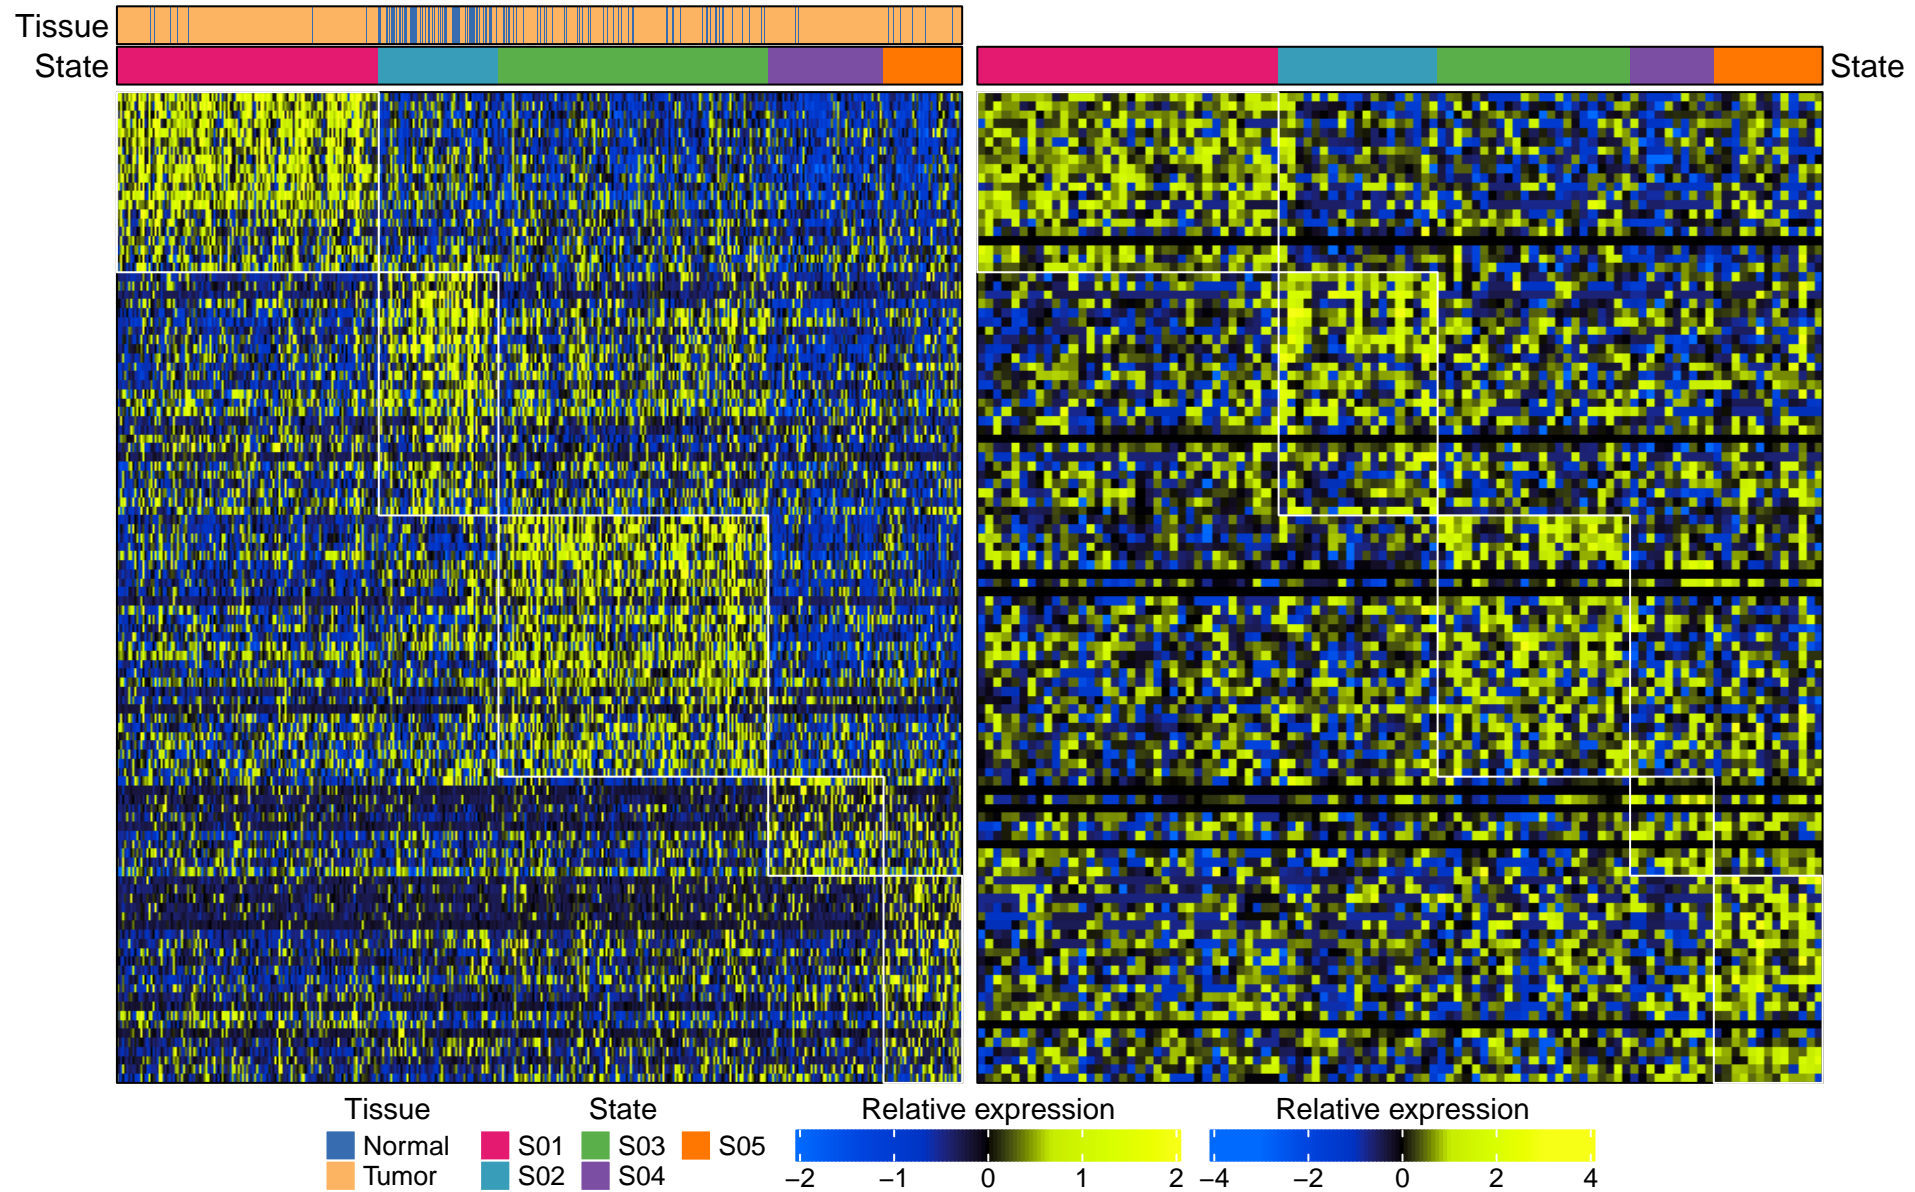 Tissue
State
State
Tissue
State
Relative expression
Relative expression
Normal
S01
S03
S05
Tumor
S02
S04
−2 −1 0 1 2
−4 −2 0 2 4